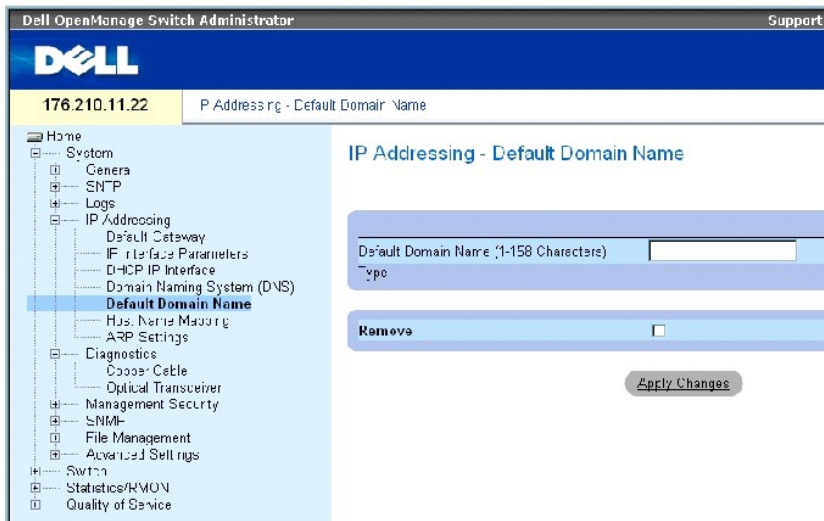 Dell OpenManage Switch Administrator
Support
DELL
176.210.11.22
IP Addressing - Default Domain Name
Home
System
General
SNTP
Logs
IP Addressing
Default Gateway
IP Interface Parameters
DHCP IP Interface
Domain Naming System (DNS)
Default Domain Name
Host Name Mapping
ARP Settings
Diagnostics
Copper Cable
Optical Transceiver
Management Security
SNMP
File Management
Advanced Settings
Switch
Statistics/RMON
Quality of Service
IP Addressing - Default Domain Name
Default Domain Name (1-158 Characters)
Type
Remove
Apply Changes